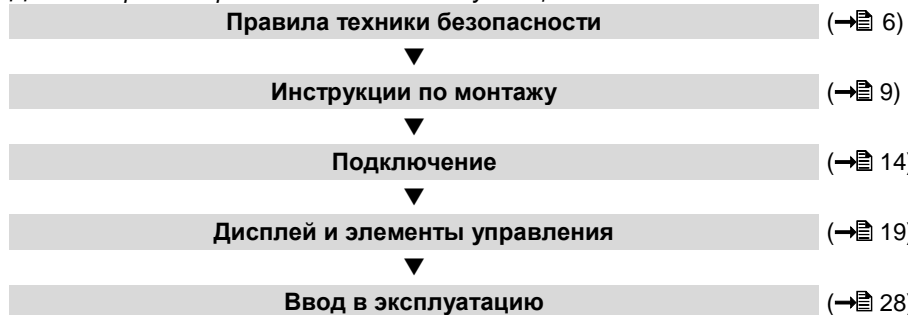 Правила техники безопасности (→ 6)
▼
Инструкции по монтажу (→ 9)
▼
Подключение (→ 14)
▼
Дисплей и элементы управления (→ 19)
▼
Ввод в эксплуатацию (→ 28)